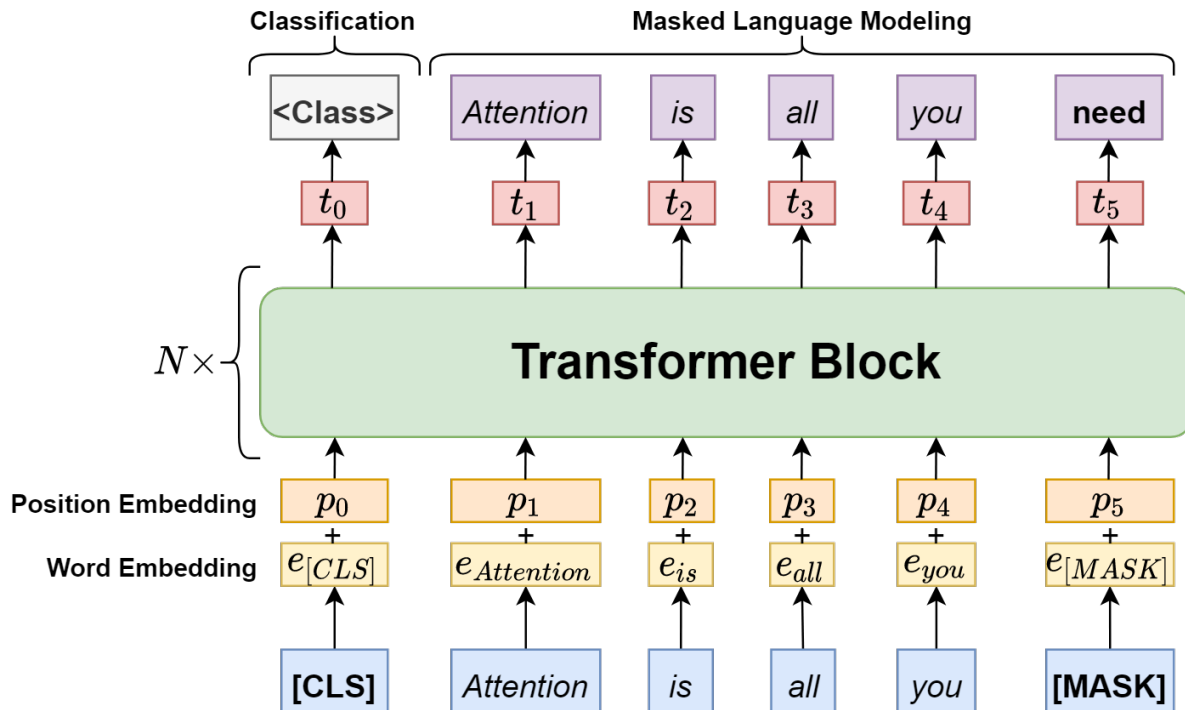 Classification Masked Language Modeling
<Class> Attention is all you need
t₀ t₁ t₂ t₃ t₄ t₅
N×
Transformer Block
Position Embedding p₀ p₁ p₂ p₃ p₄ p₅
+ + + + + +
Word Embedding e[CLS] eAttention eis eall eyou e[MASK]
[CLS] Attention is all you [MASK]